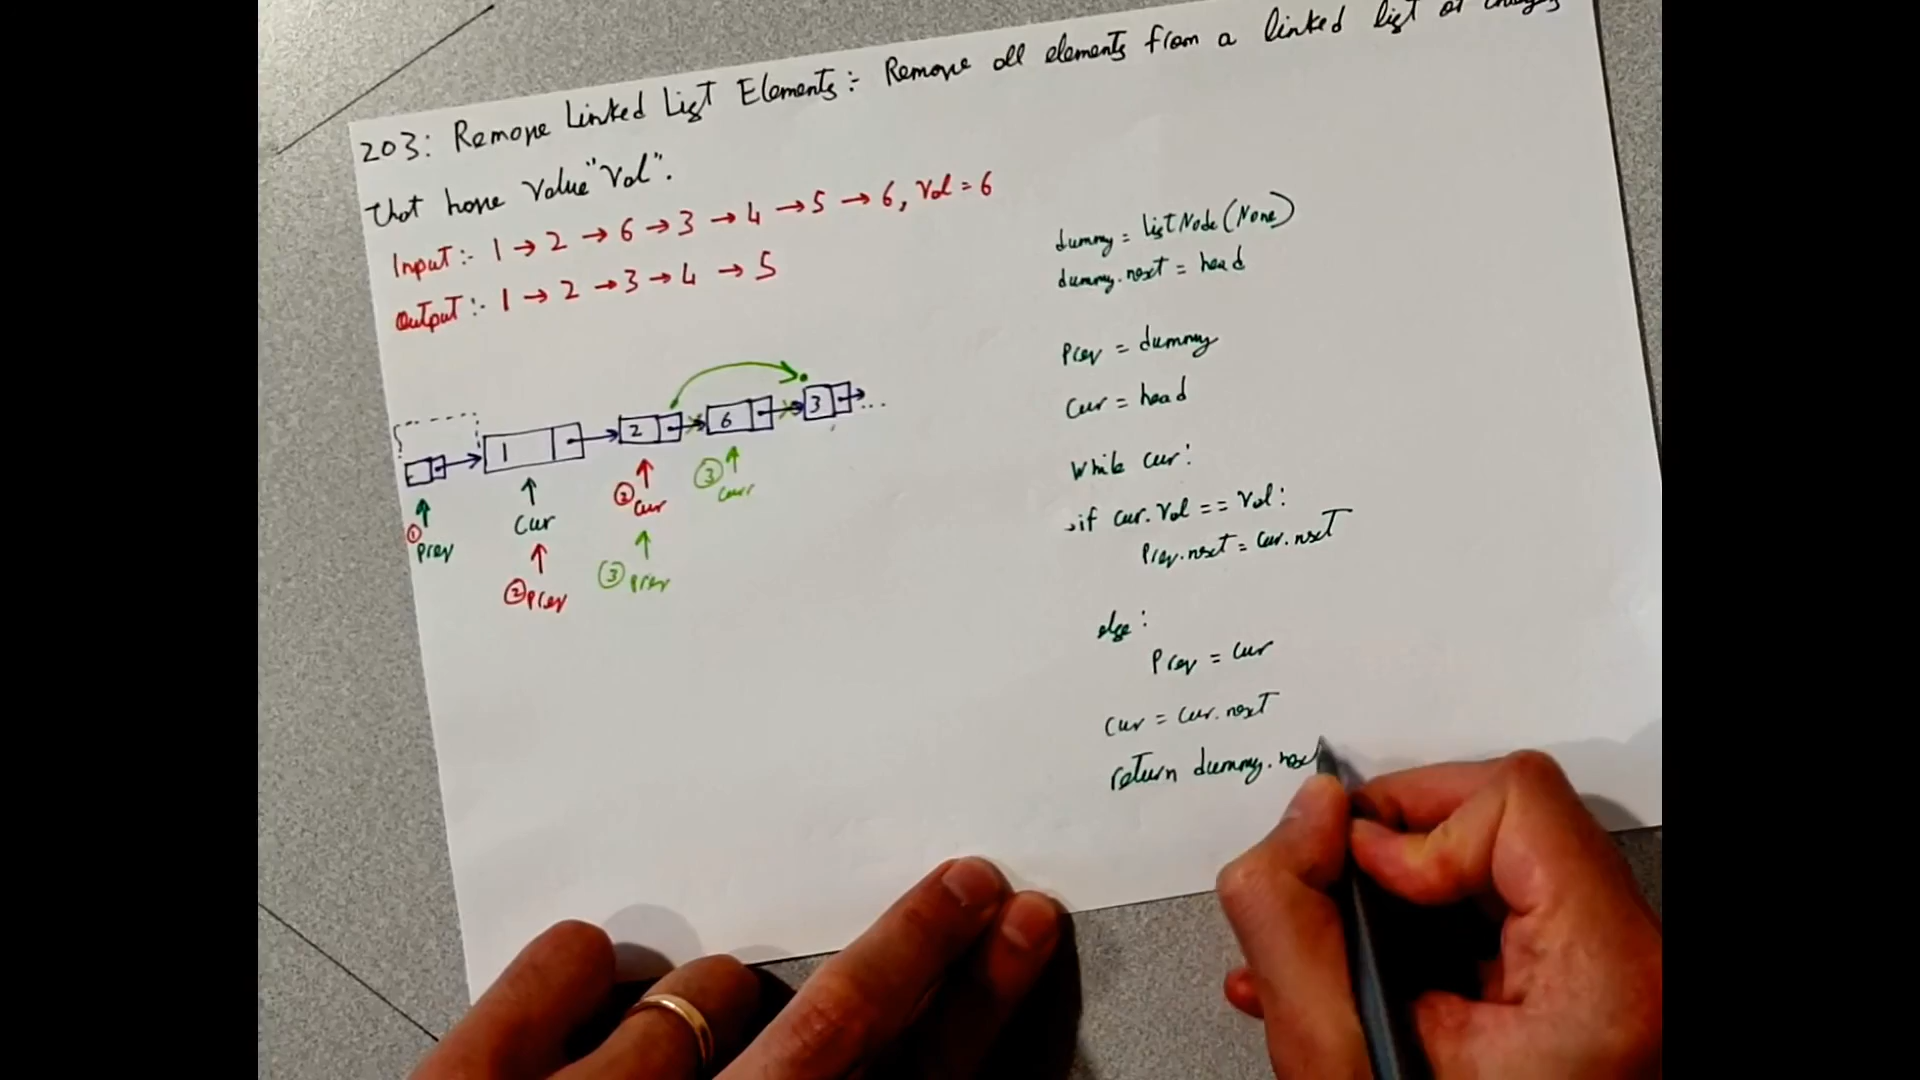 203: Remove Linked List Elements:- Remove all elements from a linked list of
that have value "Val".
Input:- 1 → 2 → 6 → 3 → 4 → 5 → 6, Val = 6
Output:- 1 → 2 → 3 → 4 → 5
dummy = listNode(None)
dummy.next = head
Prev = dummy
Cur = head
While cur:
if cur.Val == Val:
Prev.next = Cur.next
else:
Prev = cur
Cur = Cur.next
return dummy.next
1 2 6 3 ...
① Prev
Cur
② Cur
③ Curr
② Prev
③ Prev